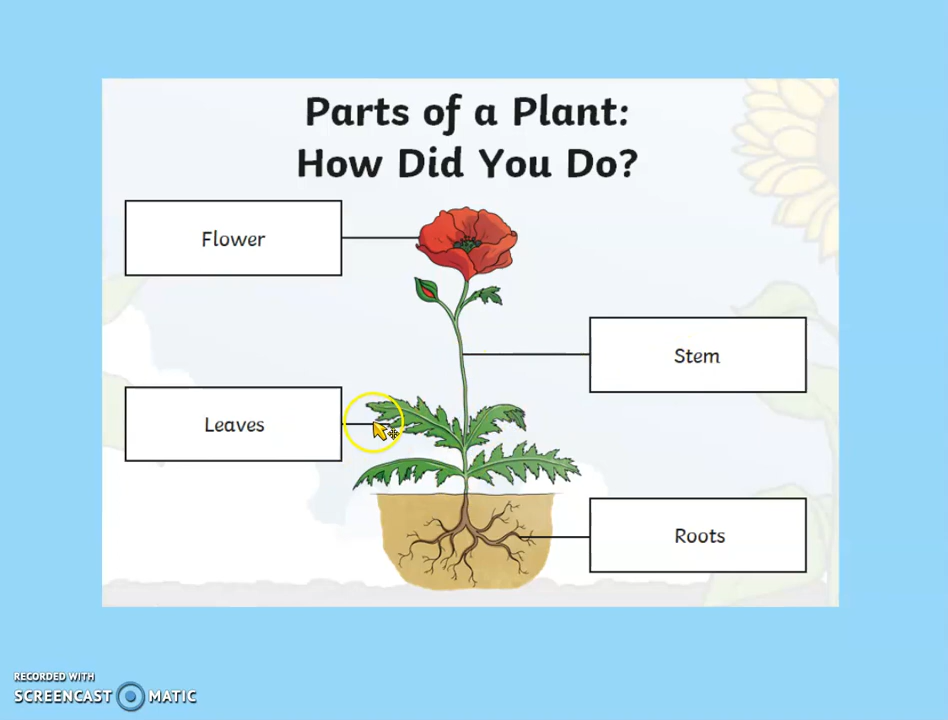 Parts of a Plant:
How Did You Do?
Flower
Stem
Leaves
Roots
RECORDED WITH
SCREENCAST MATIC